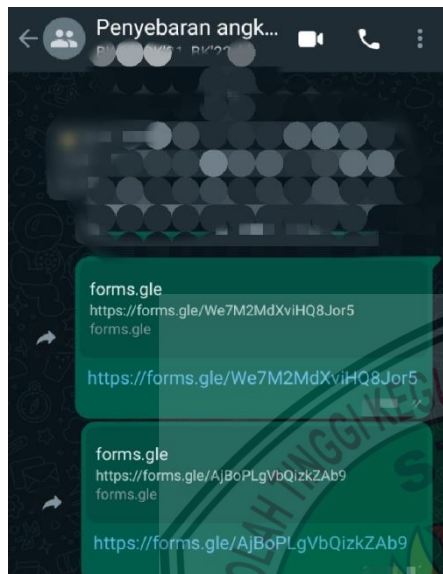 Penyebaran angk...
forms.gle
https://forms.gle/We7M2MdXviHQ8Jor5
forms.gle
https://forms.gle/We7M2MdXviHQ8Jor5
forms.gle
https://forms.gle/AjBoPLgVbQizkZAb9
forms.gle
https://forms.gle/AjBoPLgVbQizkZAb9